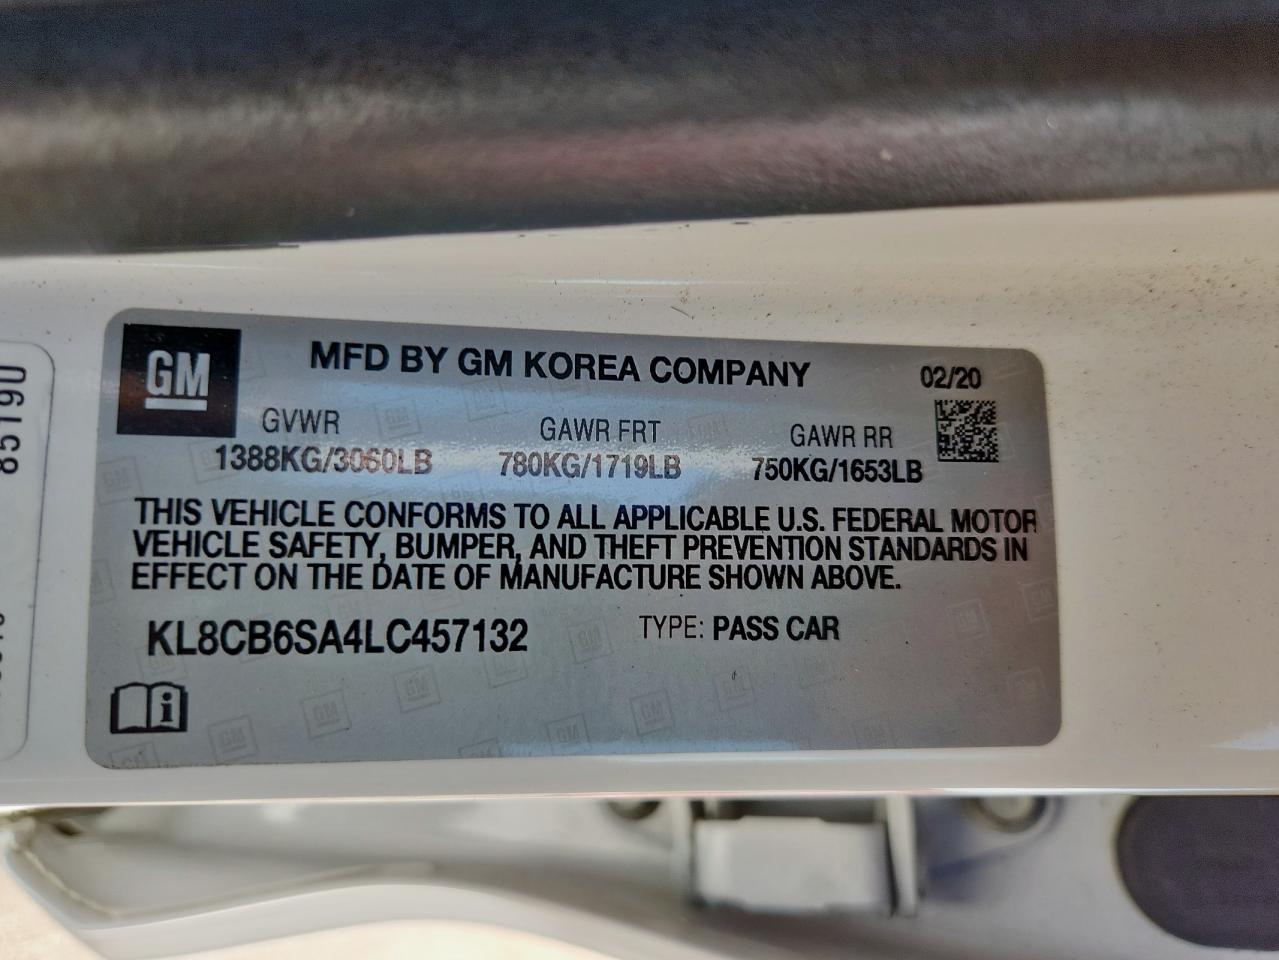 GM
MFD BY GM KOREA COMPANY
02/20
GVWR GAWR FRT GAWR RR
1388KG/3060LB 780KG/1719LB 750KG/1653LB
THIS VEHICLE CONFORMS TO ALL APPLICABLE U.S. FEDERAL MOTOR
VEHICLE SAFETY, BUMPER, AND THEFT PREVENTION STANDARDS IN
EFFECT ON THE DATE OF MANUFACTURE SHOWN ABOVE.
KL8CB6SA4LC457132 TYPE: PASS CAR
i